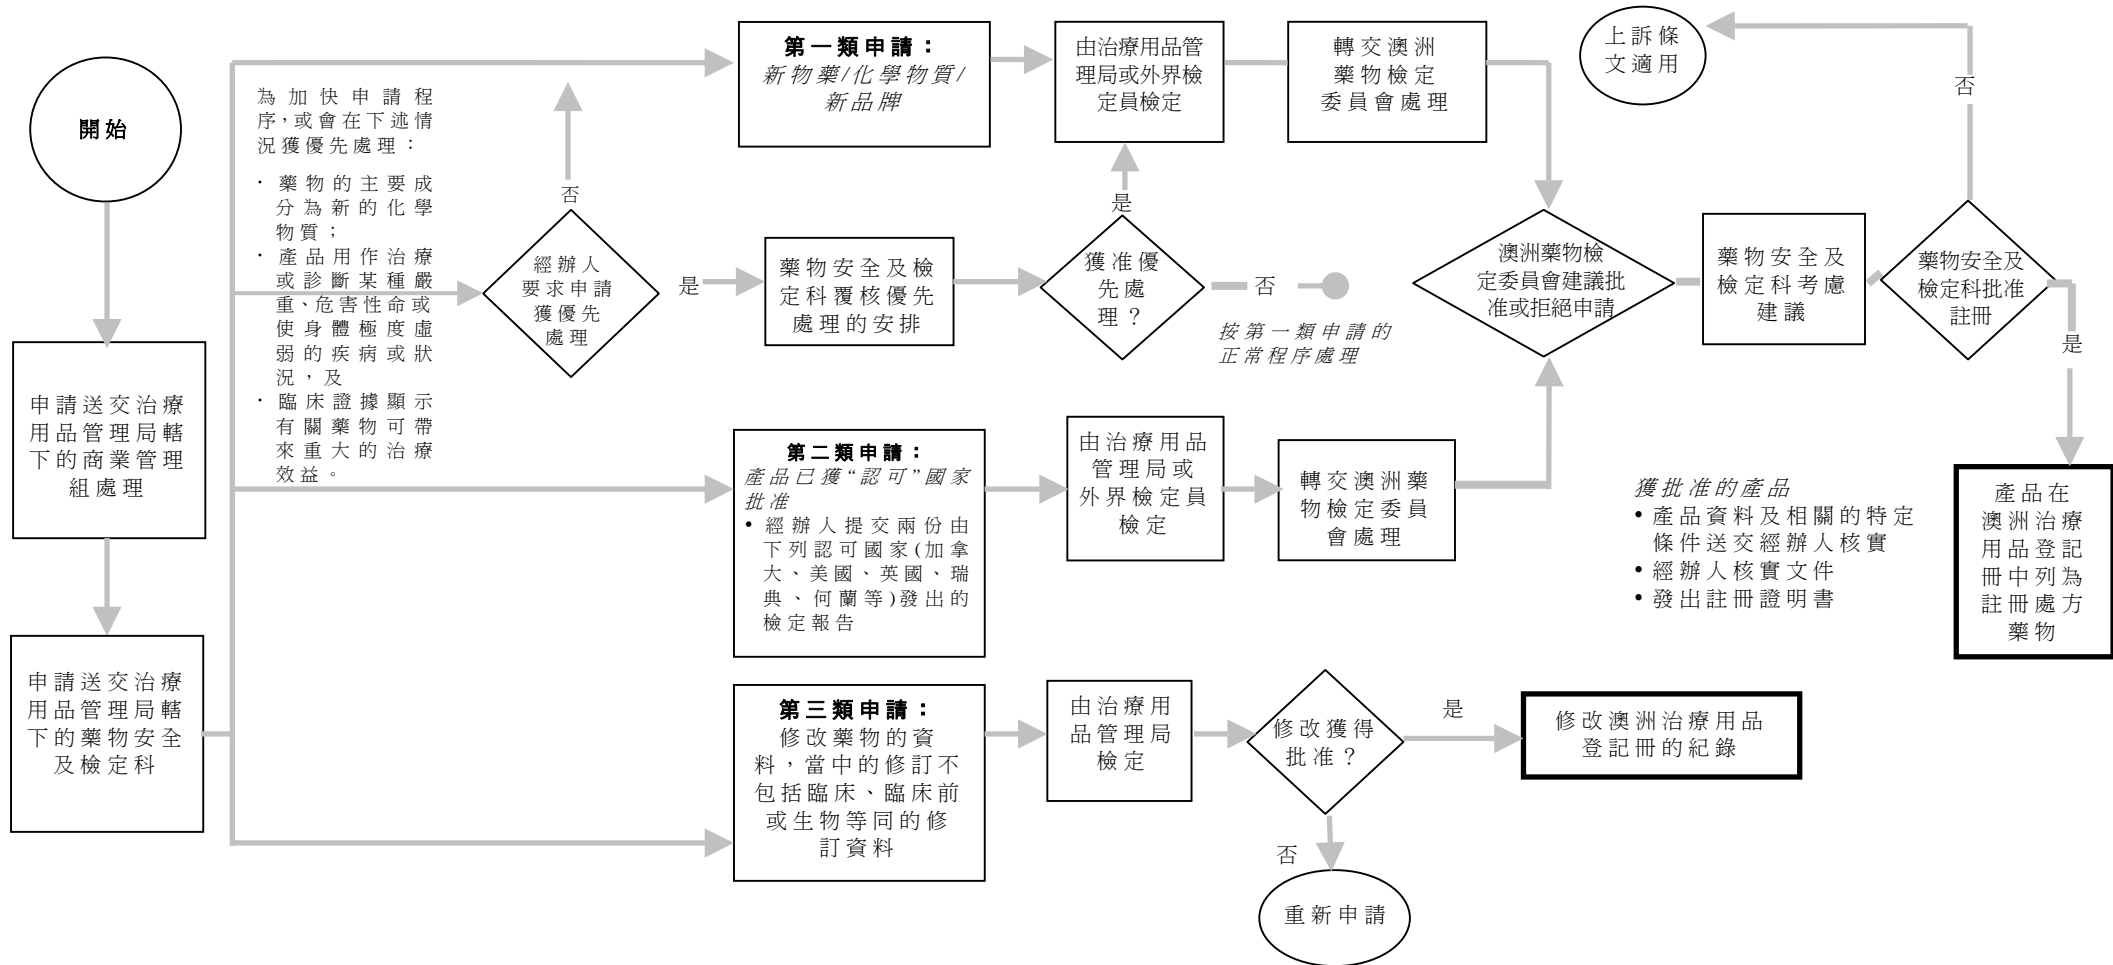 開始
申請送交治療
用品管理局轄
下的商業管理
組處理
申請送交治療
用品管理局轄
下的藥物安全
及檢定科
為加快申請程
序,或會在下述情
況獲優先處理：
· 藥物的主要成
分為新的化學
物質；
· 產品用作治療
或診斷某種嚴
重、危害性命或
使身體極度虛
弱的疾病或狀
況，及
· 臨床證據顯示
有關藥物可帶
來重大的治療
效益。
否
經辦人
要求申請
獲優先
處理
是
第一類申請：
新物藥/化學物質/
新品牌
由治療用品管
理局或外界檢
定員檢定
轉交澳洲
藥物檢定
委員會處理
藥物安全及檢
定科覆核優先
處理的安排
是
獲准優
先處
理？
否
按第一類申請的
正常程序處理
第二類申請：
產品已獲“認可”國家
批准
• 經辦人提交兩份由
下列認可國家(加拿
大、美國、英國、瑞
典、何蘭等)發出的
檢定報告
由治療用品
管理局或
外界檢定員
檢定
轉交澳洲藥
物檢定委員
會處理
澳洲藥物檢
定委員會建議批
准或拒絕申請
藥物安全及
檢定科考慮
建議
藥物安全及
檢定科批准
註冊
否
上訴條
文適用
是
產品在
澳洲治療
用品登記
冊中列為
註冊處方
藥物
獲批准的產品
• 產品資料及相關的特定
條件送交經辦人核實
• 經辦人核實文件
• 發出註冊證明書
第三類申請：
修改藥物的資
料，當中的修訂不
包括臨床、臨床前
或生物等同的修
訂資料
由治療用
品管理局
檢定
修改獲得
批准？
是
修改澳洲治療用品
登記冊的紀錄
否
重新申請